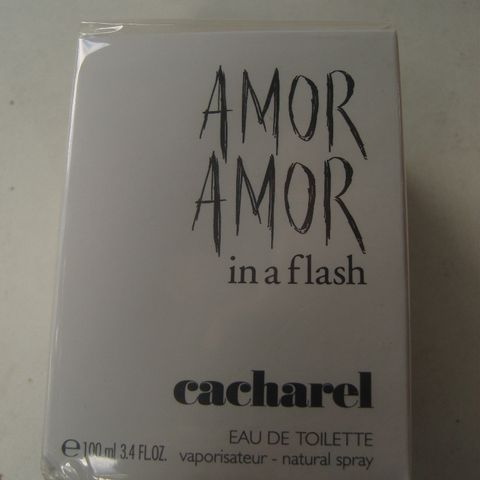 AMOR
AMOR
in a flash
cacharel
EAU DE TOILETTE
℮100 ml 3.4 FL.OZ. vaporisateur - natural spray